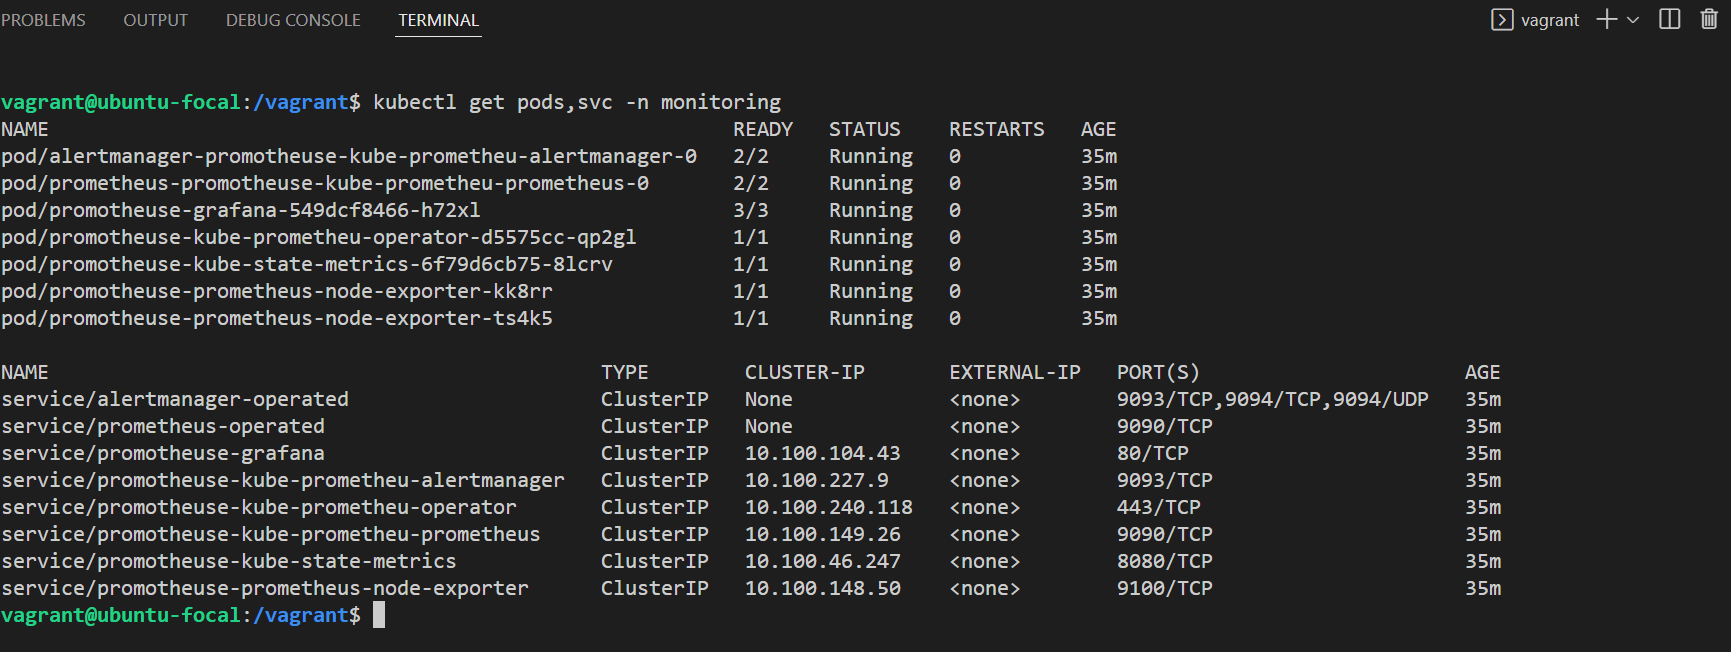 PROBLEMS OUTPUT DEBUG CONSOLE TERMINAL vagrant
vagrant@ubuntu-focal:/vagrant$ kubectl get pods,svc -n monitoring
NAME READY STATUS RESTARTS AGE
pod/alertmanager-promotheuse-kube-prometheu-alertmanager-0 2/2 Running 0 35m
pod/prometheus-promotheuse-kube-prometheu-prometheus-0 2/2 Running 0 35m
pod/promotheuse-grafana-549dcf8466-h72xl 3/3 Running 0 35m
pod/promotheuse-kube-prometheu-operator-d5575cc-qp2gl 1/1 Running 0 35m
pod/promotheuse-kube-state-metrics-6f79d6cb75-8lcrv 1/1 Running 0 35m
pod/promotheuse-prometheus-node-exporter-kk8rr 1/1 Running 0 35m
pod/promotheuse-prometheus-node-exporter-ts4k5 1/1 Running 0 35m
NAME TYPE CLUSTER-IP EXTERNAL-IP PORT(S) AGE
service/alertmanager-operated ClusterIP None <none> 9093/TCP,9094/TCP,9094/UDP 35m
service/prometheus-operated ClusterIP None <none> 9090/TCP 35m
service/promotheuse-grafana ClusterIP 10.100.104.43 <none> 80/TCP 35m
service/promotheuse-kube-prometheu-alertmanager ClusterIP 10.100.227.9 <none> 9093/TCP 35m
service/promotheuse-kube-prometheu-operator ClusterIP 10.100.240.118 <none> 443/TCP 35m
service/promotheuse-kube-prometheu-prometheus ClusterIP 10.100.149.26 <none> 9090/TCP 35m
service/promotheuse-kube-state-metrics ClusterIP 10.100.46.247 <none> 8080/TCP 35m
service/promotheuse-prometheus-node-exporter ClusterIP 10.100.148.50 <none> 9100/TCP 35m
vagrant@ubuntu-focal:/vagrant$